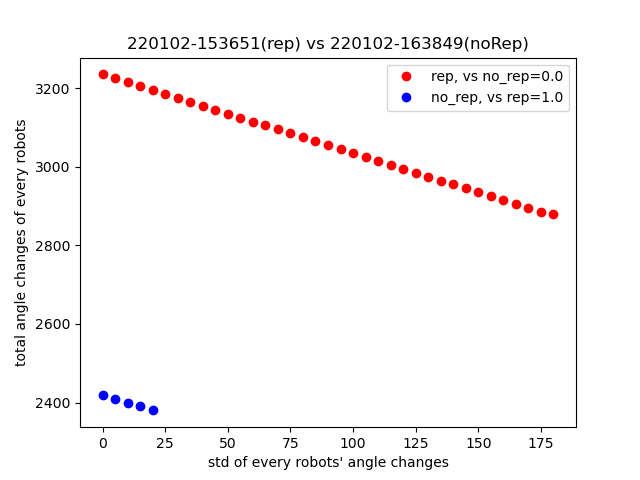 220102-153651(rep) vs 220102-163849(noRep)
rep, vs no_rep=0.0
no_rep, vs rep=1.0
total angle changes of every robots
3200
3000
2800
2600
2400
0 25 50 75 100 125 150 175
std of every robots' angle changes